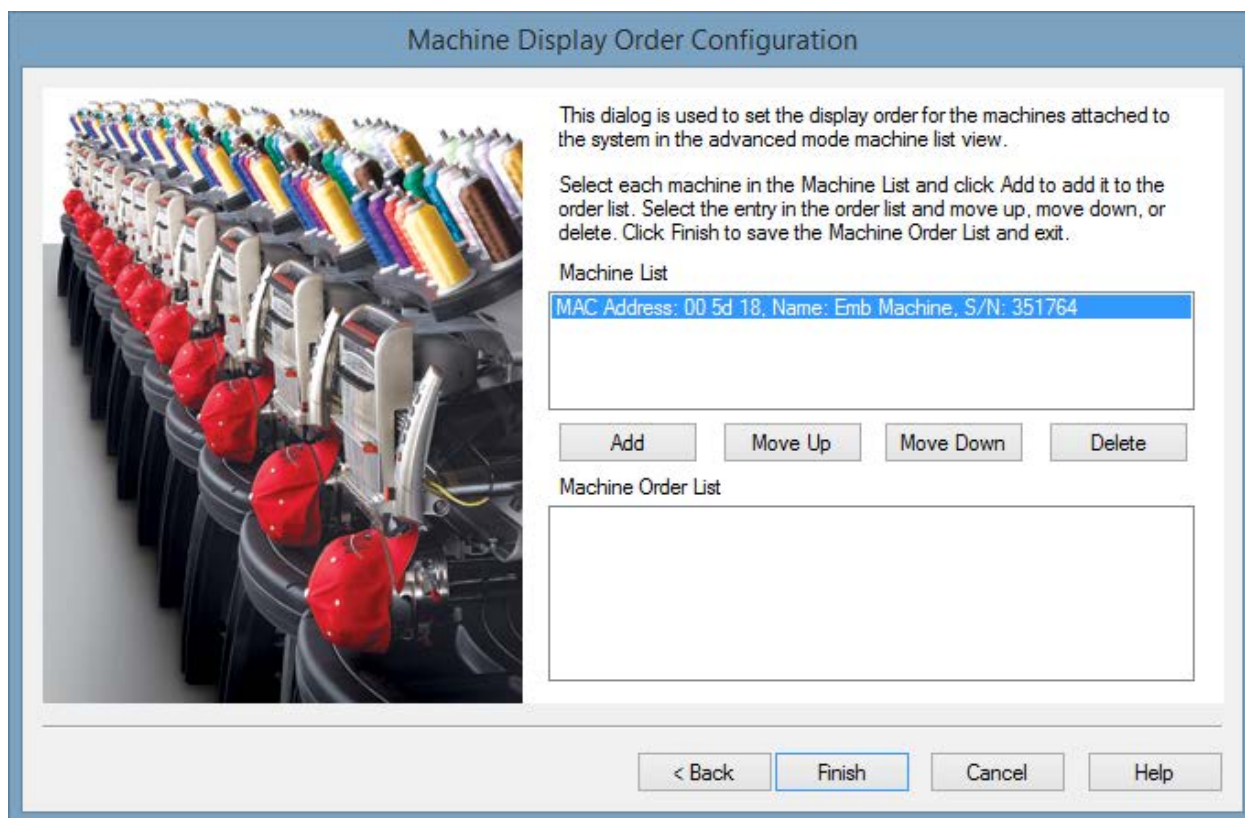 Machine Display Order Configuration
This dialog is used to set the display order for the machines attached to
the system in the advanced mode machine list view.
Select each machine in the Machine List and click Add to add it to the
order list. Select the entry in the order list and move up, move down, or
delete. Click Finish to save the Machine Order List and exit.
Machine List
MAC Address: 00 5d 18, Name: Emb Machine, S/N: 351764
Add Move Up Move Down Delete
Machine Order List
< Back Finish Cancel Help